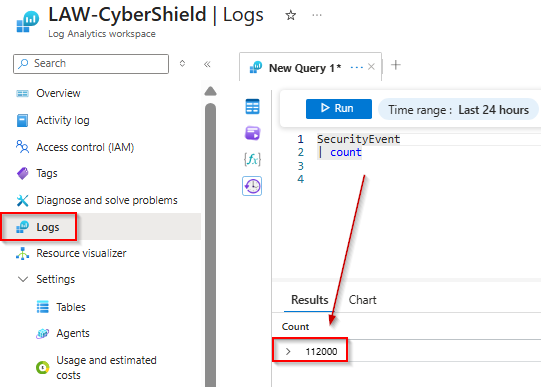 LAW-CyberShield | Logs
Log Analytics workspace
Search
Overview
Activity log
Access control (IAM)
Tags
Diagnose and solve problems
Logs
Resource visualizer
Settings
Tables
Agents
Usage and estimated
costs
New Query 1*
Run
Time range : Last 24 hours
1 SecurityEvent
2 | count
3
4
Results Chart
Count
112000